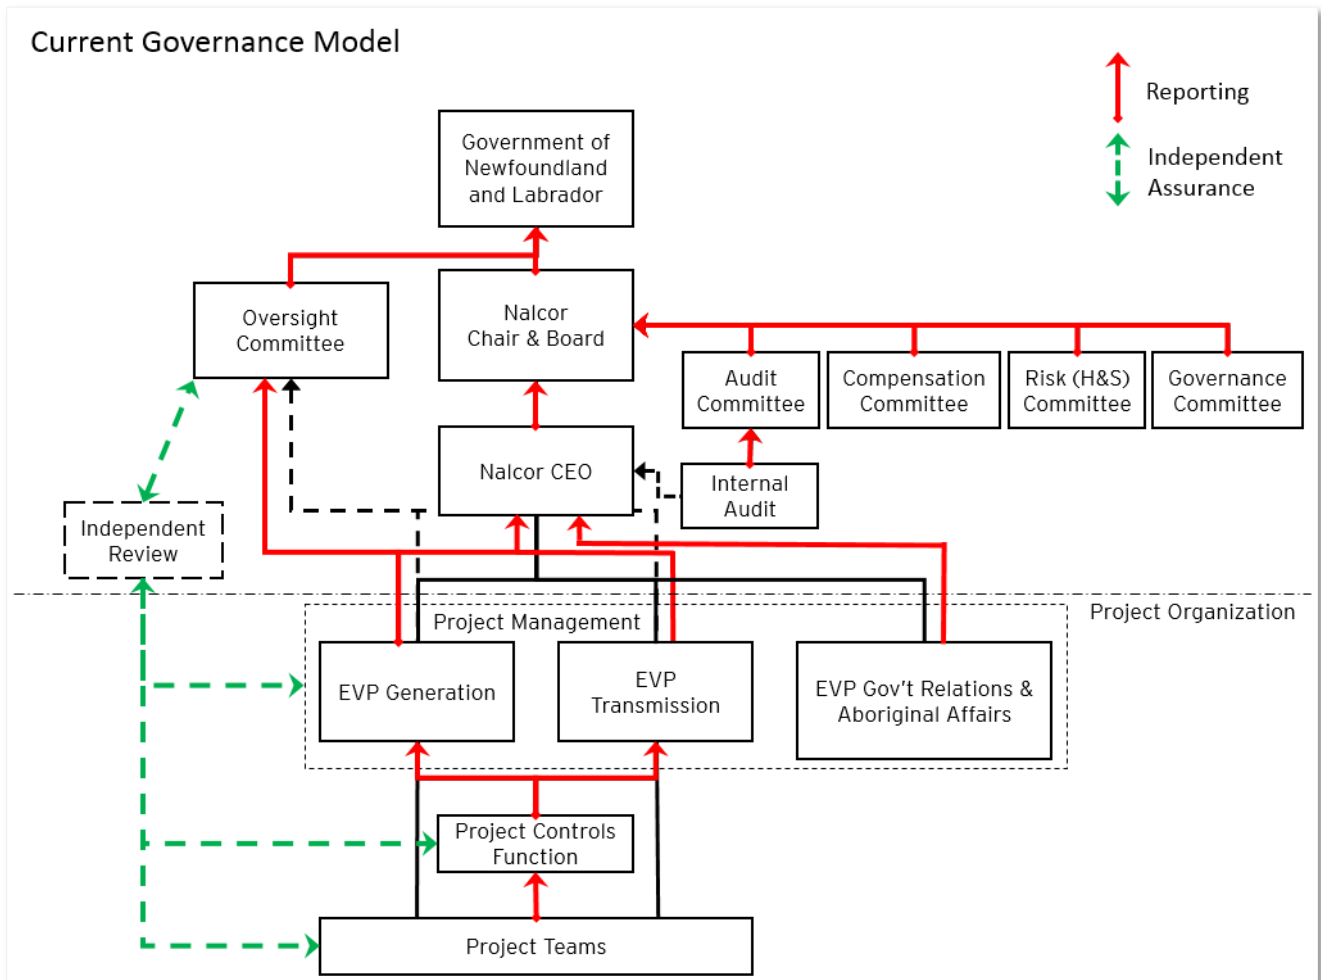 Current Governance Model
Reporting
Independent
Assurance
Government of
Newfoundland
and Labrador
Oversight
Committee
Nalcor
Chair & Board
Audit
Committee
Compensation
Committee
Risk (H&S)
Committee
Governance
Committee
Nalcor CEO
Internal
Audit
Independent
Review
Project Organization
Project Management
EVP Generation
EVP
Transmission
EVP Gov't Relations &
Aboriginal Affairs
Project Controls
Function
Project Teams